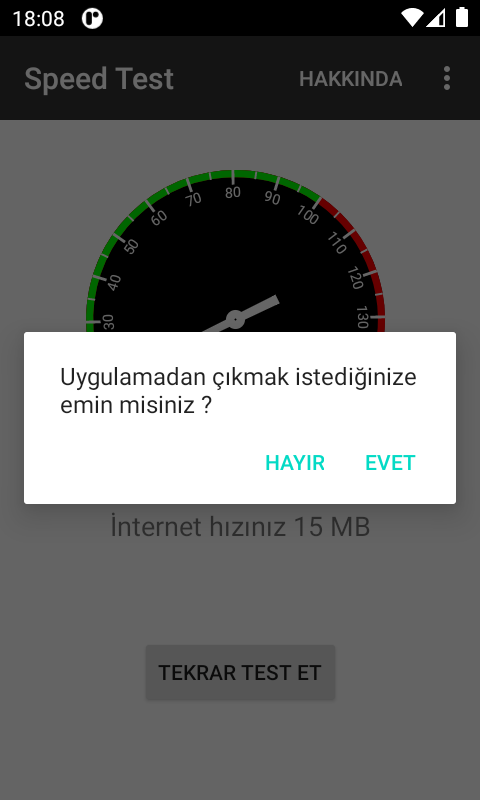 18:08
Speed Test
HAKKINDA
30
40
50
60
70
80
90
100
110
120
130
Uygulamadan çıkmak istediğinize
emin misiniz ?
HAYIR
EVET
İnternet hızınız 15 MB
TEKRAR TEST ET